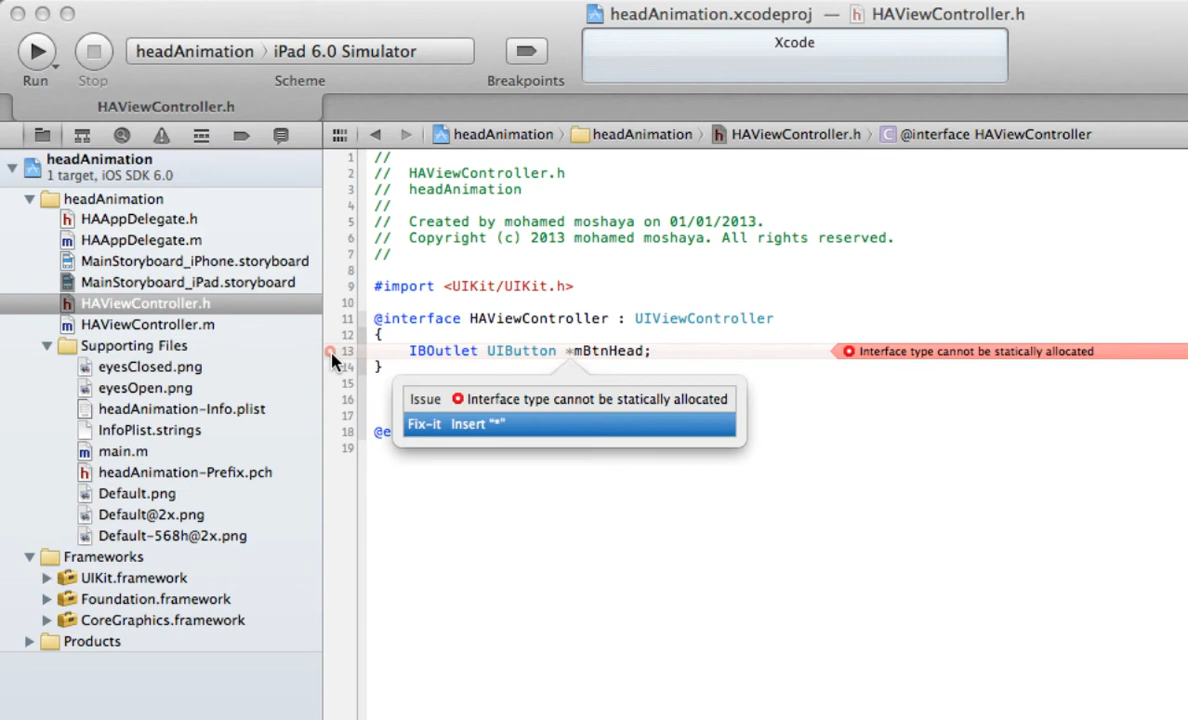 headAnimation.xcodeproj — HAViewController.h
headAnimation 〉 iPad 6.0 Simulator
Xcode
Run
Stop
Scheme
Breakpoints
HAViewController.h
headAnimation 〉 headAnimation 〉 HAViewController.h 〉 C @interface HAViewController
headAnimation
1 target, iOS SDK 6.0
headAnimation
h HAAppDelegate.h
m HAAppDelegate.m
MainStoryboard_iPhone.storyboard
MainStoryboard_iPad.storyboard
h HAViewController.h
m HAViewController.m
Supporting Files
eyesClosed.png
eyesOpen.png
headAnimation-Info.plist
InfoPlist.strings
m main.m
h headAnimation-Prefix.pch
Default.png
Default@2x.png
Default-568h@2x.png
Frameworks
UIKit.framework
Foundation.framework
CoreGraphics.framework
Products
1 //
2 // HAViewController.h
3 // headAnimation
4 //
5 // Created by mohamed moshaya on 01/01/2013.
6 // Copyright (c) 2013 mohamed moshaya. All rights reserved.
7 //
8
9 #import <UIKit/UIKit.h>
10
11 @interface HAViewController : UIViewController
12 {
13 IBOutlet UIButton *mBtnHead; Interface type cannot be statically allocated
14 }
15
16
17
18 @e
19
Issue Interface type cannot be statically allocated
Fix-it Insert "*"